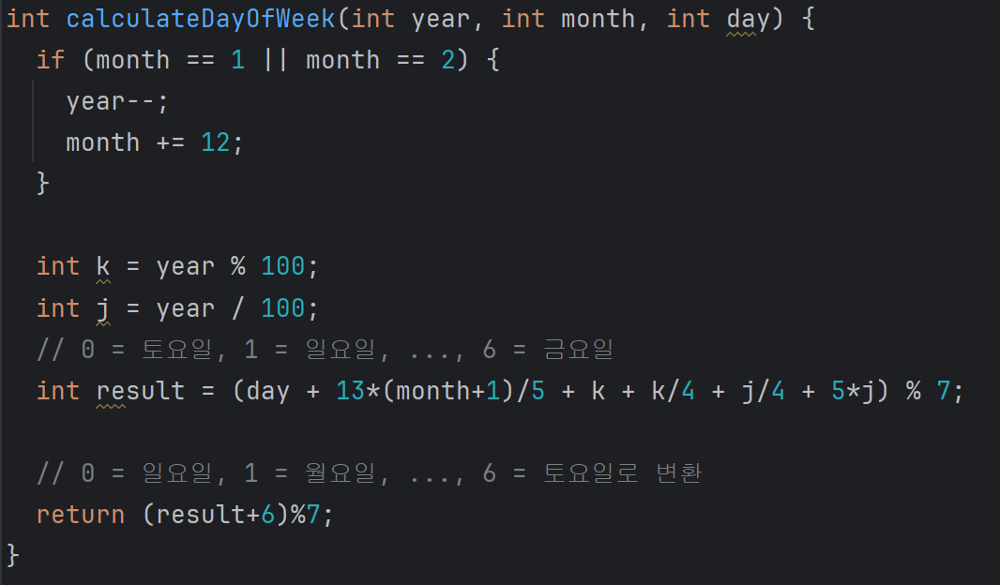 int calculateDayOfWeek(int year, int month, int day) {
if (month == 1 || month == 2) {
year--;
month += 12;
}
int k = year % 100;
int j = year / 100;
// 0 = 토요일, 1 = 일요일, ..., 6 = 금요일
int result = (day + 13*(month+1)/5 + k + k/4 + j/4 + 5*j) % 7;
// 0 = 일요일, 1 = 월요일, ..., 6 = 토요일로 변환
return (result+6)%7;
}